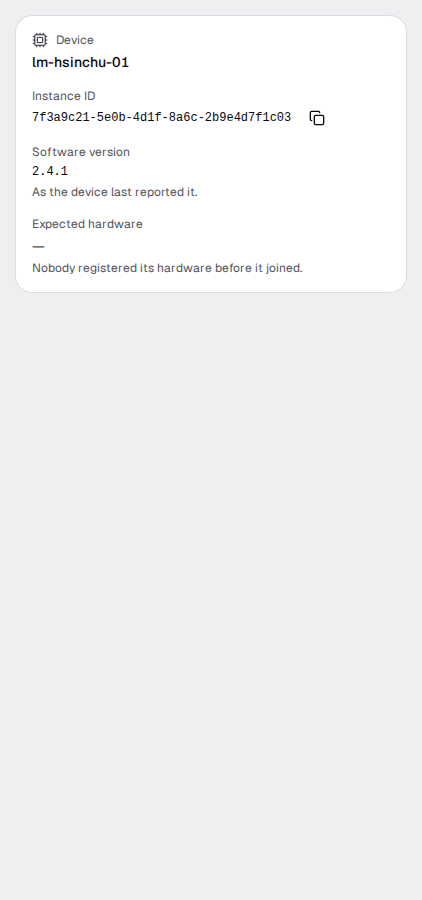 Device
lm-hsinchu-01
Instance ID
7f3a9c21-5e0b-4d1f-8a6c-2b9e4d7f1c03
Software version
2.4.1
As the device last reported it.
Expected hardware
—
Nobody registered its hardware before it joined.